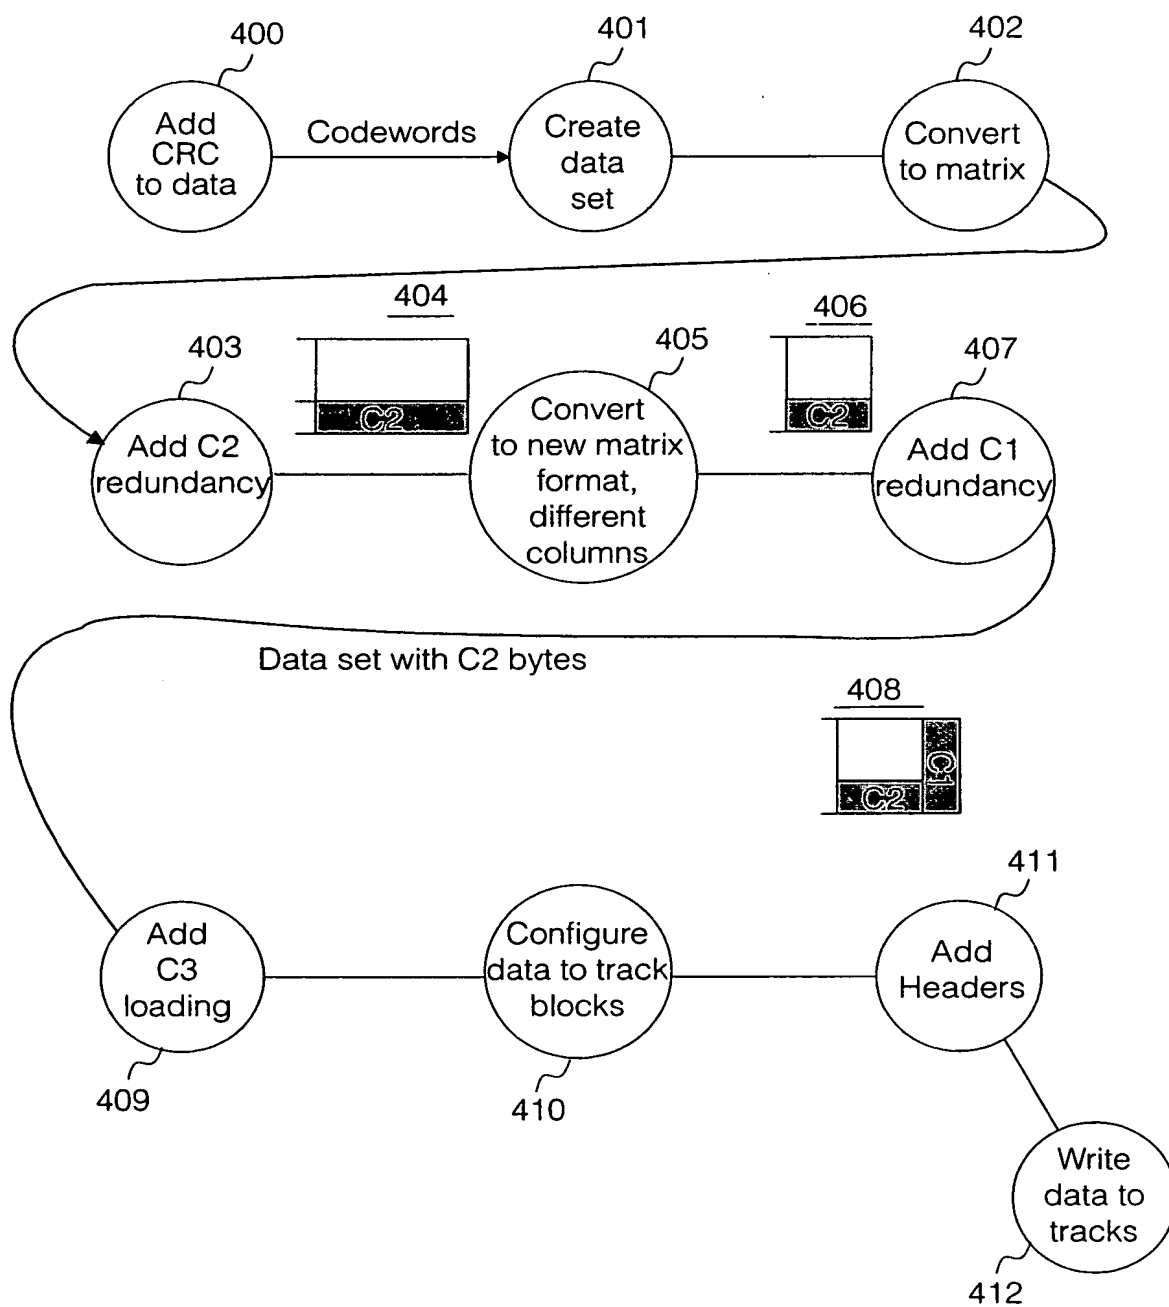 400
401
402
Add
CRC
to data
Codewords
Create
data
set
Convert
to matrix
404
406
403
405
407
C2
C2
Add C2
redundancy
Convert
to new matrix
format,
different
columns
Add C1
redundancy
Data set with C2 bytes
408
C1
C2
411
Add
C3
loading
Configure
data to track
blocks
Add
Headers
409
410
Write
data to
tracks
412